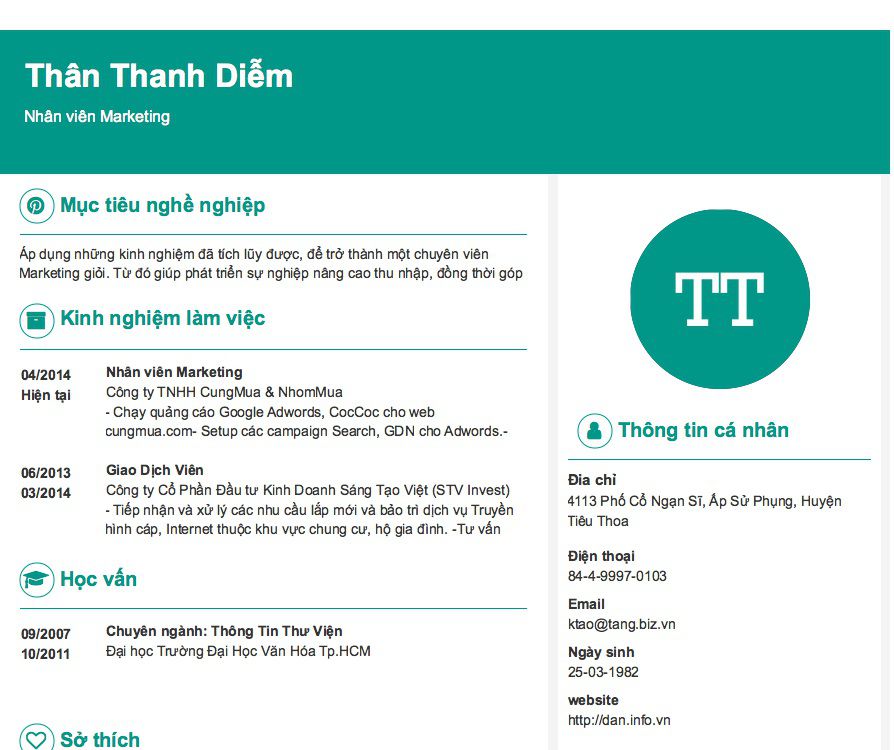 Thân Thanh Diễm
Nhân viên Marketing
Mục tiêu nghề nghiệp
Áp dụng những kinh nghiệm đã tích lũy được, để trở thành một chuyên viên
Marketing giỏi. Từ đó giúp phát triển sự nghiệp nâng cao thu nhập, đồng thời góp
Kinh nghiệm làm việc
04/2014
Hiện tại
Nhân viên Marketing
Công ty TNHH CungMua & NhomMua
- Chạy quảng cáo Google Adwords, CocCoc cho web
cungmua.com- Setup các campaign Search, GDN cho Adwords.-
06/2013
03/2014
Giao Dịch Viên
Công ty Cổ Phần Đầu tư Kinh Doanh Sáng Tạo Việt (STV Invest)
- Tiếp nhận và xử lý các nhu cầu lắp mới và bảo trì dịch vụ Truyền
hình cáp, Internet thuộc khu vực chung cư, hộ gia đình. -Tư vấn
Học vấn
09/2007
10/2011
Chuyên ngành: Thông Tin Thư Viện
Đại học Trường Đại Học Văn Hóa Tp.HCM
Sở thích
TT
Thông tin cá nhân
Đia chỉ
4113 Phố Cổ Ngạn Sĩ, Ấp Sử Phụng, Huyện
Tiêu Thoa
Điện thoại
84-4-9997-0103
Email
ktao@tang.biz.vn
Ngày sinh
25-03-1982
website
http://dan.info.vn